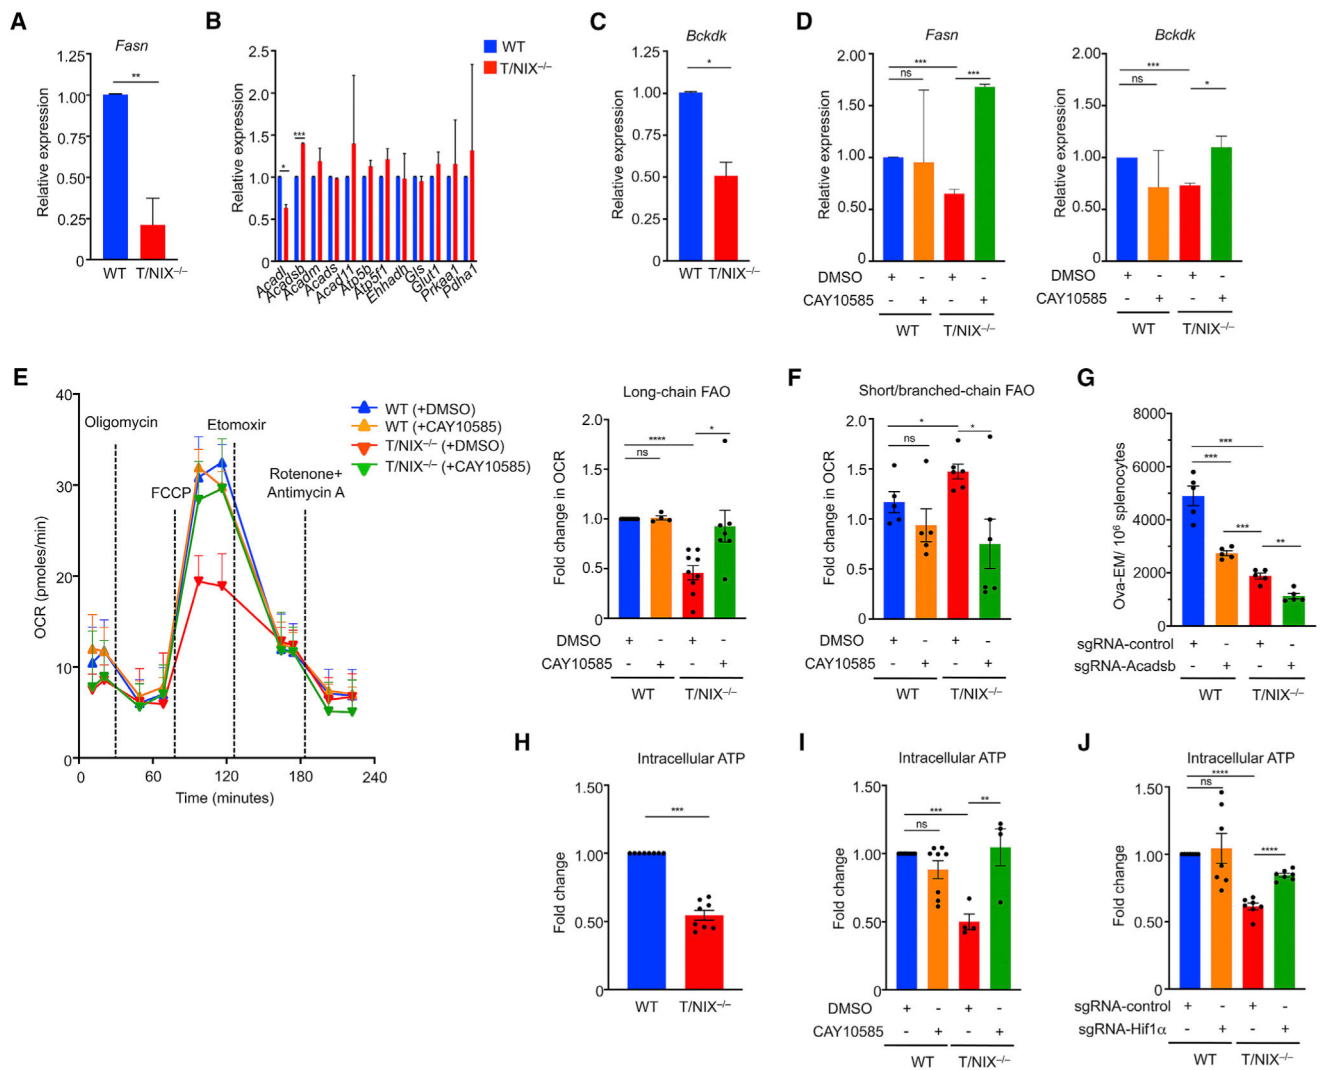 A
Fasn
Relative expression
1.25
1.00
0.75
0.50
0.25
0
**
WT
T/NIX–/–
B
Relative expression
2.5
2.0
1.5
1.0
0.5
0
*
***
WT
T/NIX–/–
Acadl
Acadsb
Acadm
Acads
Acad11
Atp5b
Atp5f1
Ehhadh
Gls
Glut1
Prkaa1
Pdha1
C
Bckdk
Relative expression
1.25
1.00
0.75
0.50
0.25
0
*
WT
T/NIX–/–
D
Fasn
Relative expression
2.00
1.50
1.00
0.50
0
***
ns
***
DMSO + - + -
CAY10585 - + - +
WT
T/NIX–/–
Bckdk
Relative expression
2.00
1.50
1.00
0.50
0
***
ns
*
DMSO + - + -
CAY10585 - + - +
WT
T/NIX–/–
E
OCR (pmoles/min)
40
30
20
10
0
Oligomycin
FCCP
Etomoxir
Rotenone+
Antimycin A
0 60 120 180 240
Time (minutes)
WT (+DMSO)
WT (+CAY10585)
T/NIX–/– (+DMSO)
T/NIX–/– (+CAY10585)
Long-chain FAO
Fold change in OCR
2.0
1.5
1.0
0.5
0
****
ns
*
DMSO + - + -
CAY10585 - + - +
WT
T/NIX–/–
F
Short/branched-chain FAO
Fold change in OCR
2.0
1.5
1.0
0.5
0
*
ns
*
DMSO + - + -
CAY10585 - + - +
WT
T/NIX–/–
G
Ova-EM/ 10⁶ splenocytes
8000
6000
4000
2000
0
***
***
***
**
sgRNA-control + - + -
sgRNA-Acadsb - + - +
WT
T/NIX–/–
H
Intracellular ATP
Fold change
1.50
1.00
0.50
0
***
WT
T/NIX–/–
I
Intracellular ATP
Fold change
1.50
1.00
0.50
0
***
ns
**
DMSO + - + -
CAY10585 - + - +
WT
T/NIX–/–
J
Intracellular ATP
Fold change
1.50
1.00
0.50
0
****
ns
****
sgRNA-control + - + -
sgRNA-Hif1α - + - +
WT
T/NIX–/–